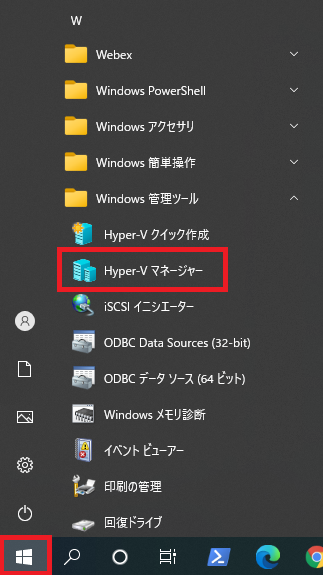 W
Webex
Windows PowerShell
Windows アクセサリ
Windows 簡単操作
Windows 管理ツール
Hyper-V クイック作成
Hyper-V マネージャー
iSCSI イニシエーター
ODBC Data Sources (32-bit)
ODBC データ ソース (64 ビット)
Windows メモリ診断
イベント ビューアー
印刷の管理
回復ドライブ